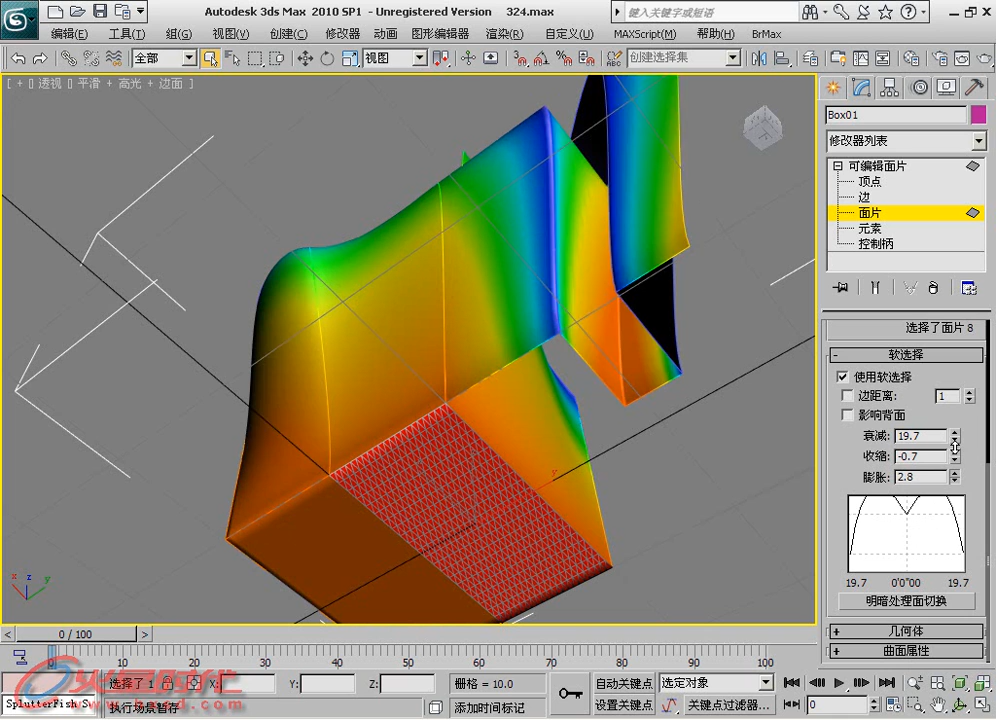 Autodesk 3ds Max 2010 SP1 - Unregistered Version 324.max
键入关键字或短语
编辑(E) 工具(T) 组(G) 视图(V) 创建(C) 修改器 动画 图形编辑器 渲染(R) 自定义(U) MAXScript(M) 帮助(H) BrMax
全部 视图 创建选择集
[ + 0 透视 0 平滑 + 高光 + 边面 ]
Box01
修改器列表
可编辑面片
顶点
边
面片
元素
控制柄
选择了面片 8
- 软选择
使用软选择
边距离: 1
影响背面
衰减: 19.7
收缩: -0.7
膨胀: 2.8
19.7 0'0"00 19.7
明暗处理面切换
+ 几何体
+ 曲面属性
y
x z y
< 0 / 100 >
0 10 20 30 40 50 60 70 80 90 100
选择了 1 X: Y: Z: 栅格 = 10.0 自动关键点 选定对象
SplutterFish S 执行场景暂存 添加时间标记 设置关键点 关键点过滤器... 0